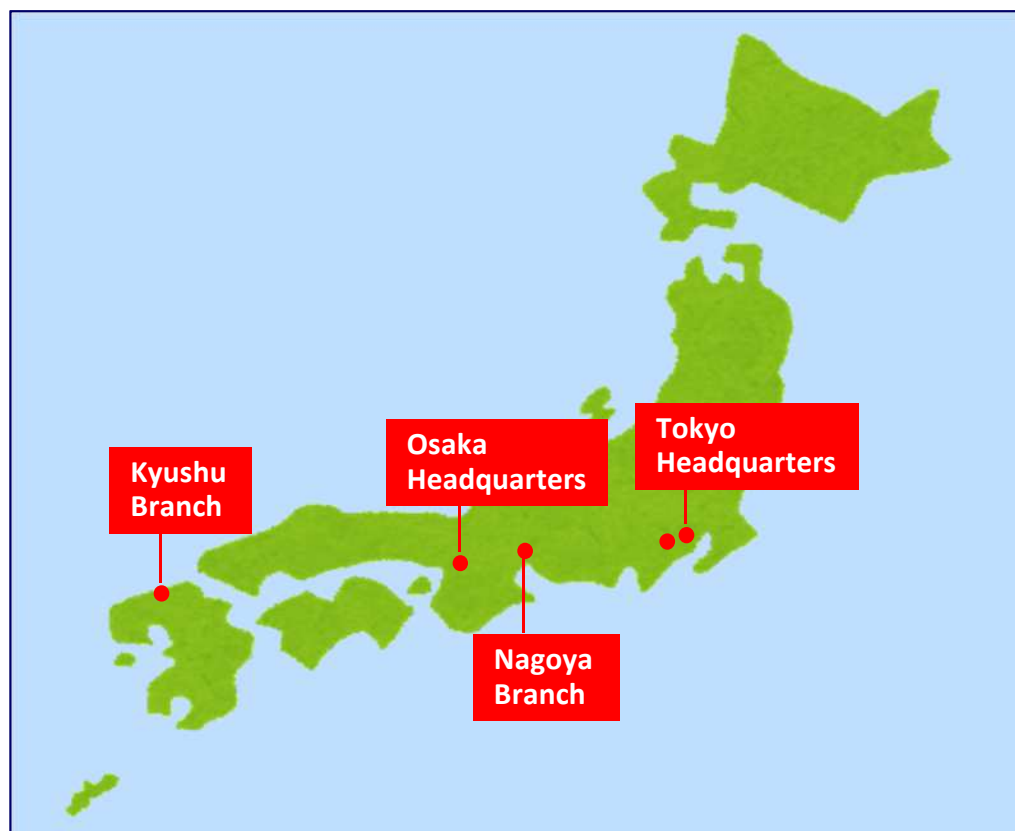 Tokyo
Headquarters
Osaka
Headquarters
Kyushu
Branch
Nagoya
Branch